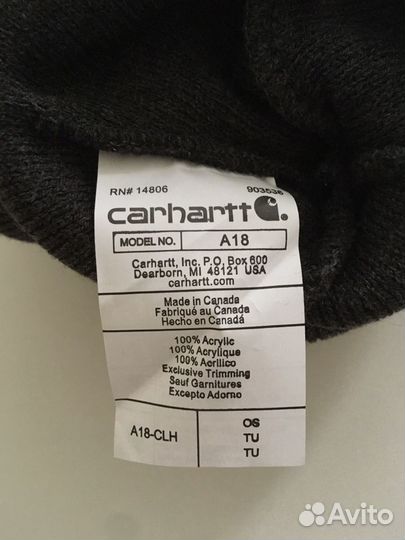 RN# 14806 903536
carhartt
MODEL NO. A18
Carhartt, Inc. P.O. Box 600
Dearborn, MI 48121 USA
carhartt.com
Made in Canada
Fabriqué au Canada
Hecho en Canadá
100% Acrylic
100% Acrylique
100% Acrílico
Exclusive Trimming
Sauf Garnitures
Excepto Adorno
A18-CLH
OS
TU
TU
Avito